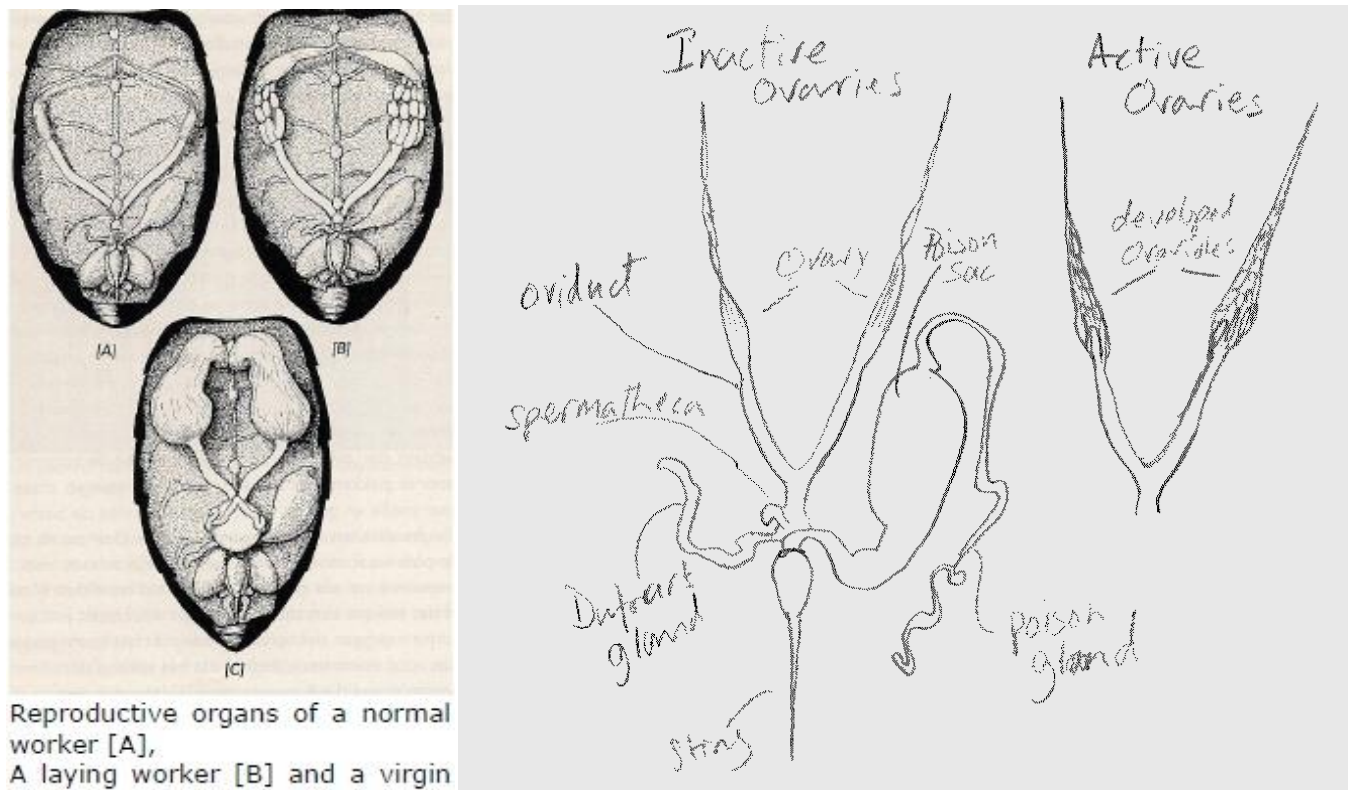 [A]
[B]
[C]
Reproductive organs of a normal
worker [A],
A laying worker [B] and a virgin
Inactive
Ovaries
Active
Ovaries
oviduct
Ovary
Poison
sac
developed
Ovarioles
spermatheca
Dufour's
gland
poison
gland
sting